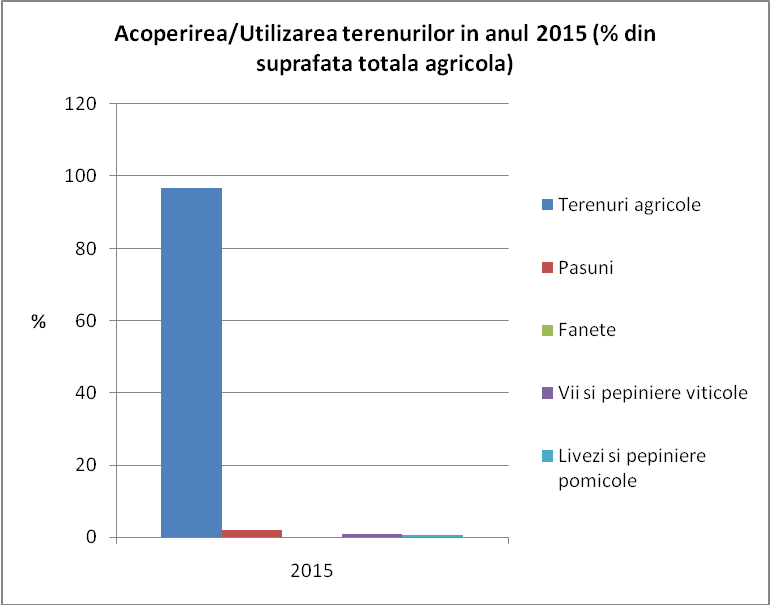 Acoperirea/Utilizarea terenurilor in anul 2015 (% din
suprafata totala agricola)
120
100
80
60
40
20
0
%
2015
Terenuri agricole
Pasuni
Fanete
Vii si pepiniere viticole
Livezi si pepiniere
pomicole